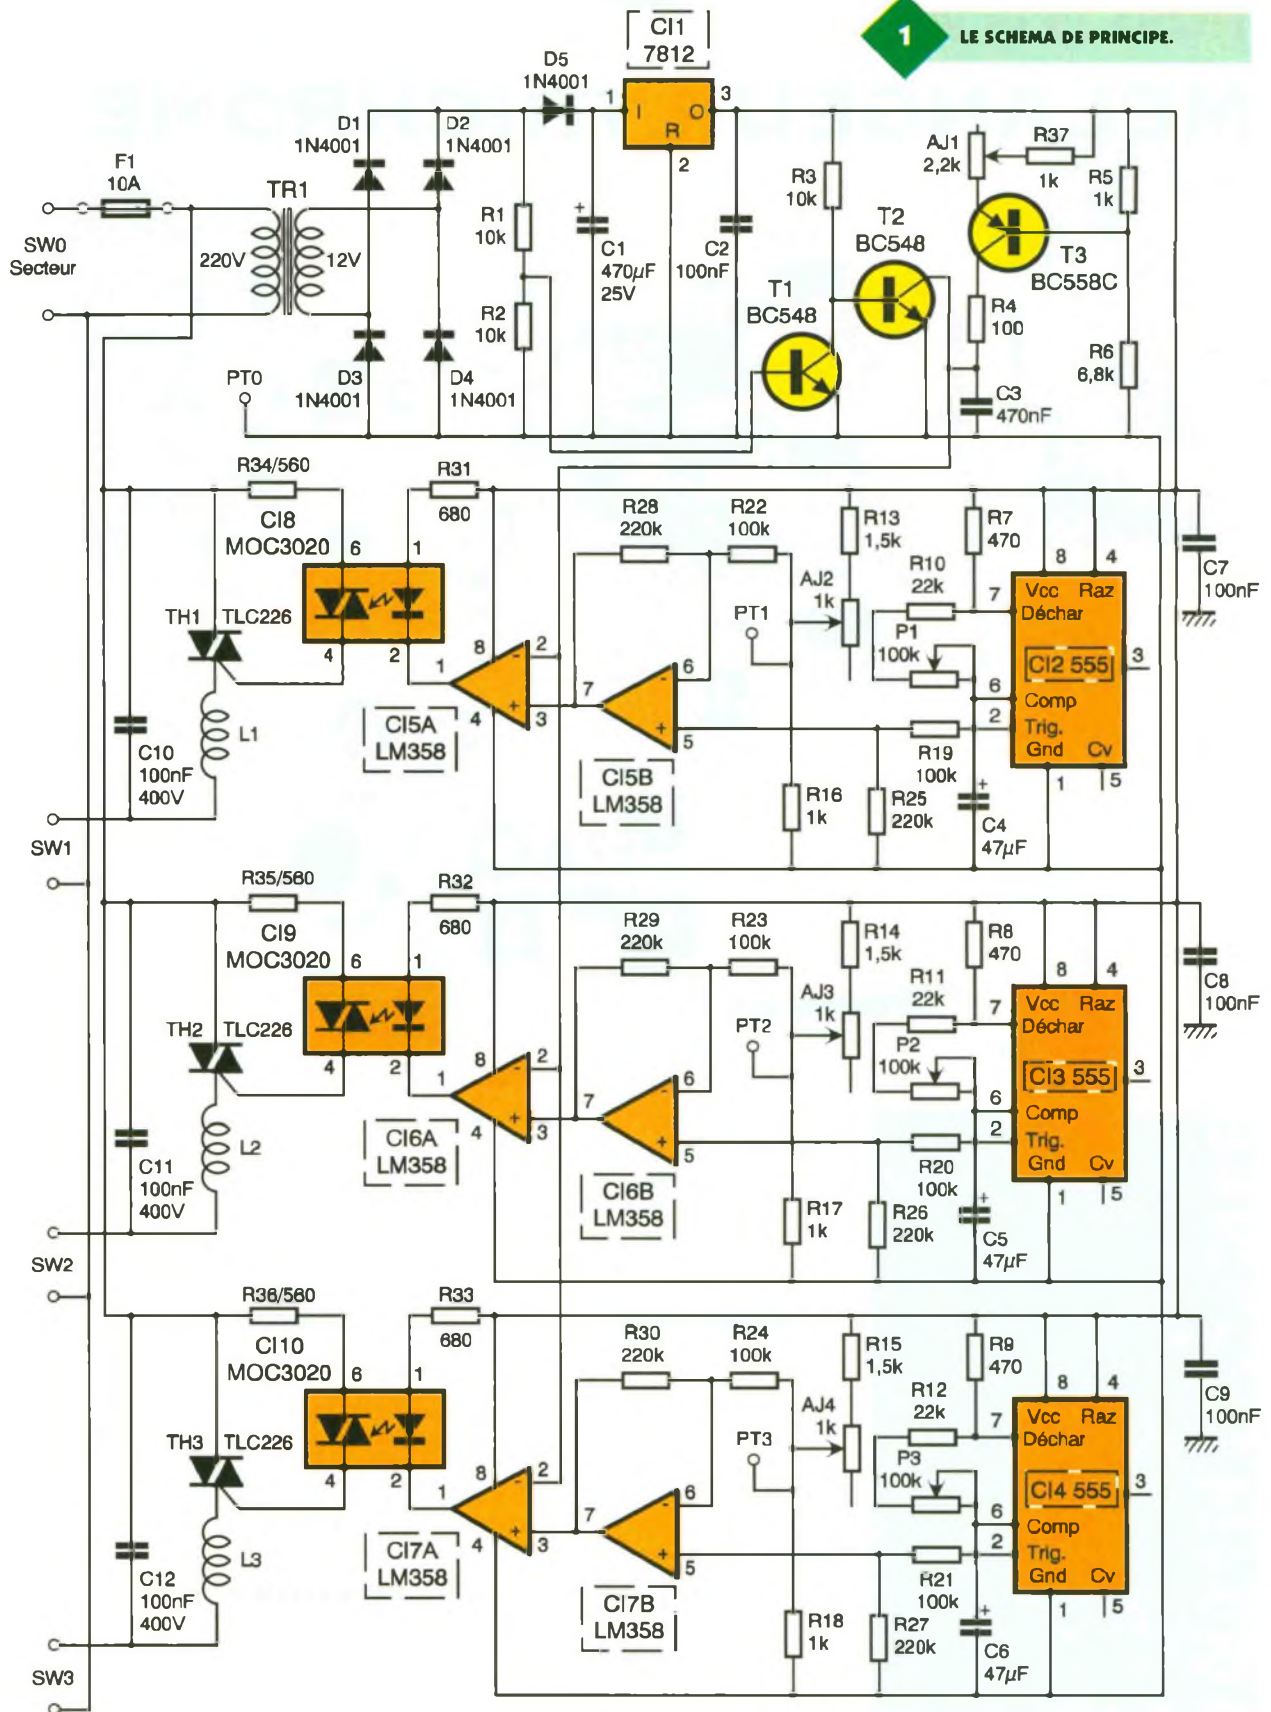 1
LE SCHEMA DE PRINCIPE.
CI1
7812
D5
1N4001
1
3
I
O
R
2
D1
1N4001
D2
1N4001
F1
10A
TR1
SW0
Secteur
220V
12V
R1
10k
R2
10k
C1
470µF
25V
+
C2
100nF
R3
10k
T2
BC548
T1
BC548
AJ1
2,2k
R37
1k
R5
1k
T3
BC558C
R4
100
R6
6,8k
C3
470nF
PT0
D3
1N4001
D4
1N4001
R34/560
CI8
MOC3020
6
1
R31
680
R28
220k
R22
100k
R13
1,5k
R7
470
R10
22k
AJ2
1k
P1
100k
PT1
8
4
Vcc
Raz
7
Déchar
CI2 555
3
6
Comp
2
Trig.
Gnd
Cv
1
5
C7
100nF
TH1
TLC226
4
2
1
8
2
-
+
4
3
CI5A
LM358
7
6
-
+
5
CI5B
LM358
C10
100nF
400V
L1
R16
1k
R19
100k
R25
220k
+
C4
47µF
SW1
R35/560
CI9
MOC3020
6
1
R32
680
R29
220k
R23
100k
R14
1,5k
R8
470
R11
22k
AJ3
1k
P2
100k
PT2
8
4
Vcc
Raz
7
Déchar
CI3 555
3
6
Comp
2
Trig.
Gnd
Cv
1
5
C8
100nF
TH2
TLC226
4
2
1
8
2
-
+
4
3
CI6A
LM358
7
6
-
+
5
CI6B
LM358
C11
100nF
400V
L2
R17
1k
R20
100k
R26
220k
+
C5
47µF
SW2
R36/560
CI10
MOC3020
6
1
R33
680
R30
220k
R24
100k
R15
1,5k
R9
470
R12
22k
AJ4
1k
P3
100k
PT3
8
4
Vcc
Raz
7
Déchar
CI4 555
3
6
Comp
2
Trig.
Gnd
Cv
1
5
C9
100nF
TH3
TLC226
4
2
1
8
2
-
+
4
3
CI7A
LM358
7
6
-
+
5
CI7B
LM358
C12
100nF
400V
L3
R18
1k
R21
100k
R27
220k
+
C6
47µF
SW3